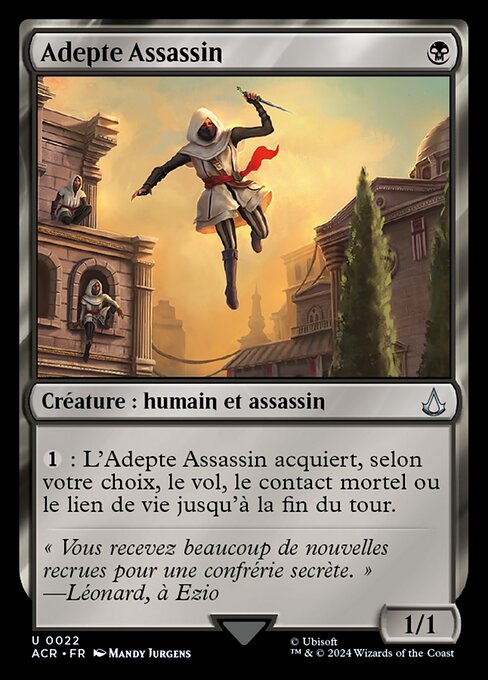 Adepte Assassin
Créature : humain et assassin
1 : L'Adepte Assassin acquiert, selon
votre choix, le vol, le contact mortel ou
le lien de vie jusqu'à la fin du tour.
« Vous recevez beaucoup de nouvelles
recrues pour une confrérie secrète. »
—Léonard, à Ezio
1/1
U 0022
ACR • FR Mandy Jurgens
© Ubisoft
™ & © 2024 Wizards of the Coast